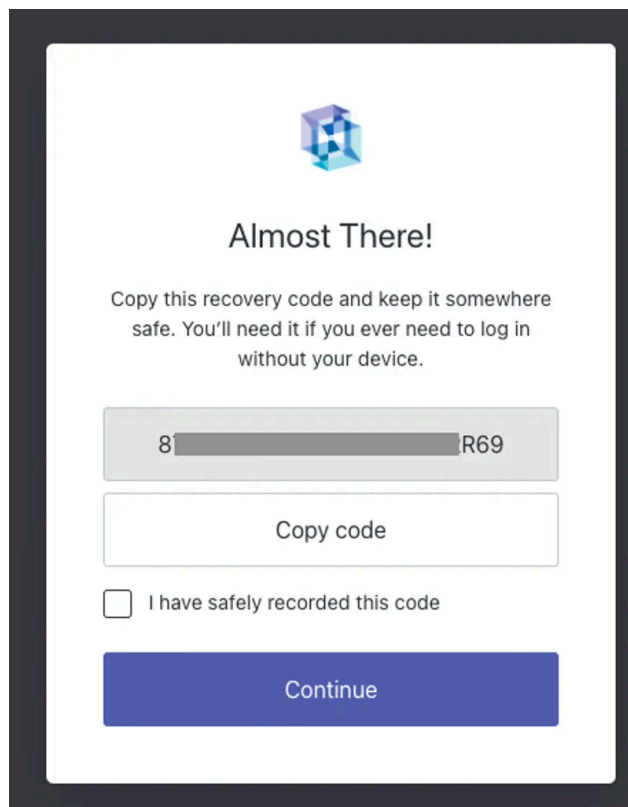 Almost There!
Copy this recovery code and keep it somewhere
safe. You’ll need it if you ever need to log in
without your device.
8 R69
Copy code
I have safely recorded this code
Continue